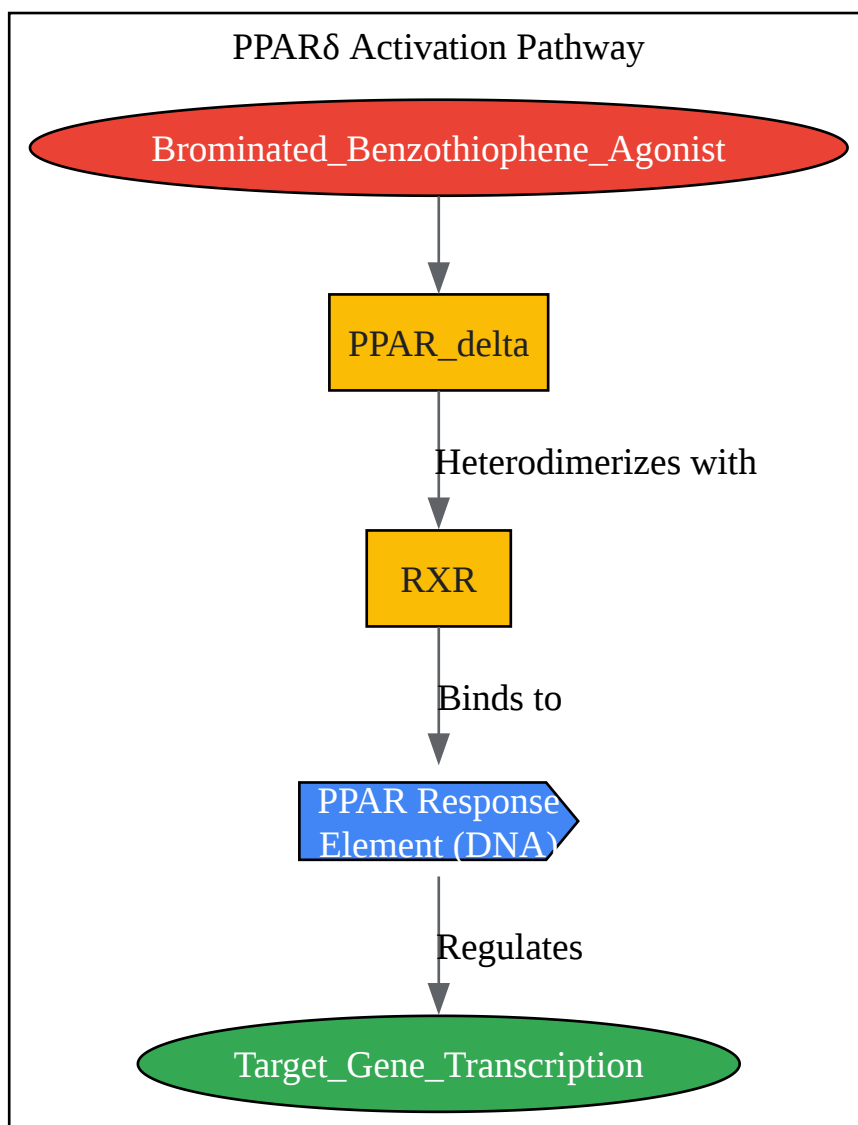 PPARδ Activation Pathway
Brominated_Benzothiophene_Agonist
PPAR_delta
Heterodimerizes with
RXR
Binds to
PPAR Response
Element (DNA)
Regulates
Target_Gene_Transcription